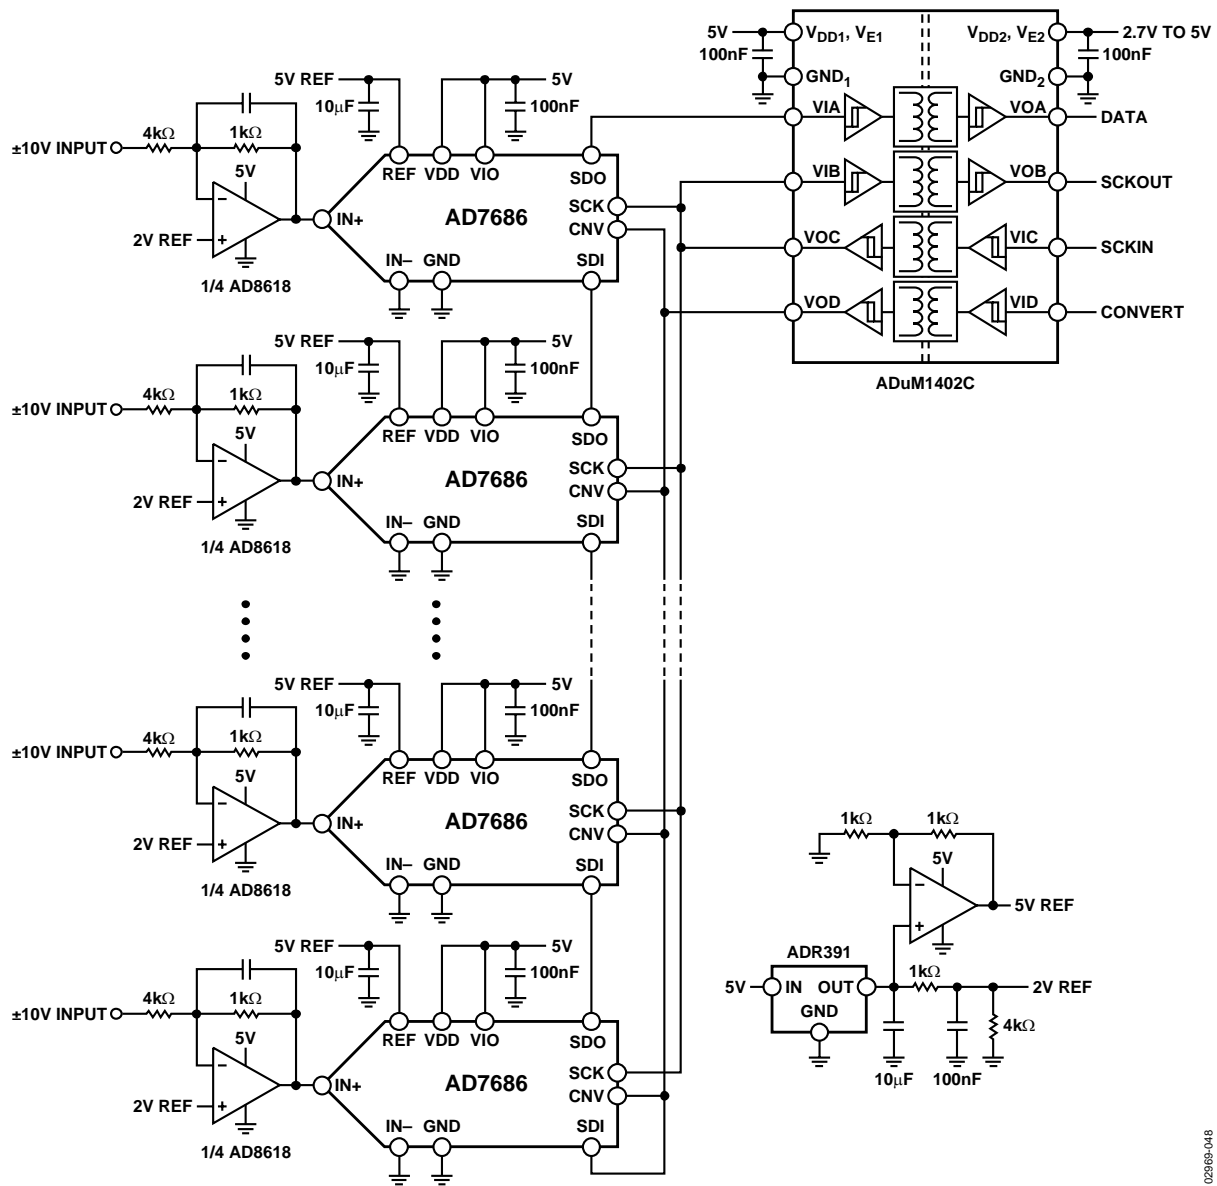 5V
100nF
VDD1, VE1
VDD2, VE2
2.7V TO 5V
100nF
GND1
GND2
VIA
VOA
DATA
VIB
VOB
SCKOUT
VOC
VIC
SCKIN
VOD
VID
CONVERT
ADuM1402C
5V REF
5V
10μF
100nF
4kΩ
1kΩ
±10V INPUT
5V
−
+
2V REF
1/4 AD8618
REF VDD VIO
SDO
IN+
AD7686
SCK
CNV
IN– GND
SDI
5V REF
5V
10μF
100nF
4kΩ
1kΩ
±10V INPUT
5V
−
+
2V REF
1/4 AD8618
REF VDD VIO
SDO
IN+
AD7686
SCK
CNV
IN– GND
SDI
5V REF
5V
10μF
100nF
4kΩ
1kΩ
±10V INPUT
5V
−
+
2V REF
1/4 AD8618
REF VDD VIO
SDO
IN+
AD7686
SCK
CNV
IN– GND
SDI
5V REF
5V
10μF
100nF
4kΩ
1kΩ
±10V INPUT
5V
−
+
2V REF
1/4 AD8618
REF VDD VIO
SDO
IN+
AD7686
SCK
CNV
IN– GND
SDI
1kΩ
1kΩ
5V
−
+
5V REF
ADR391
5V
IN OUT
GND
1kΩ
2V REF
4kΩ
10μF
100nF
02969-048